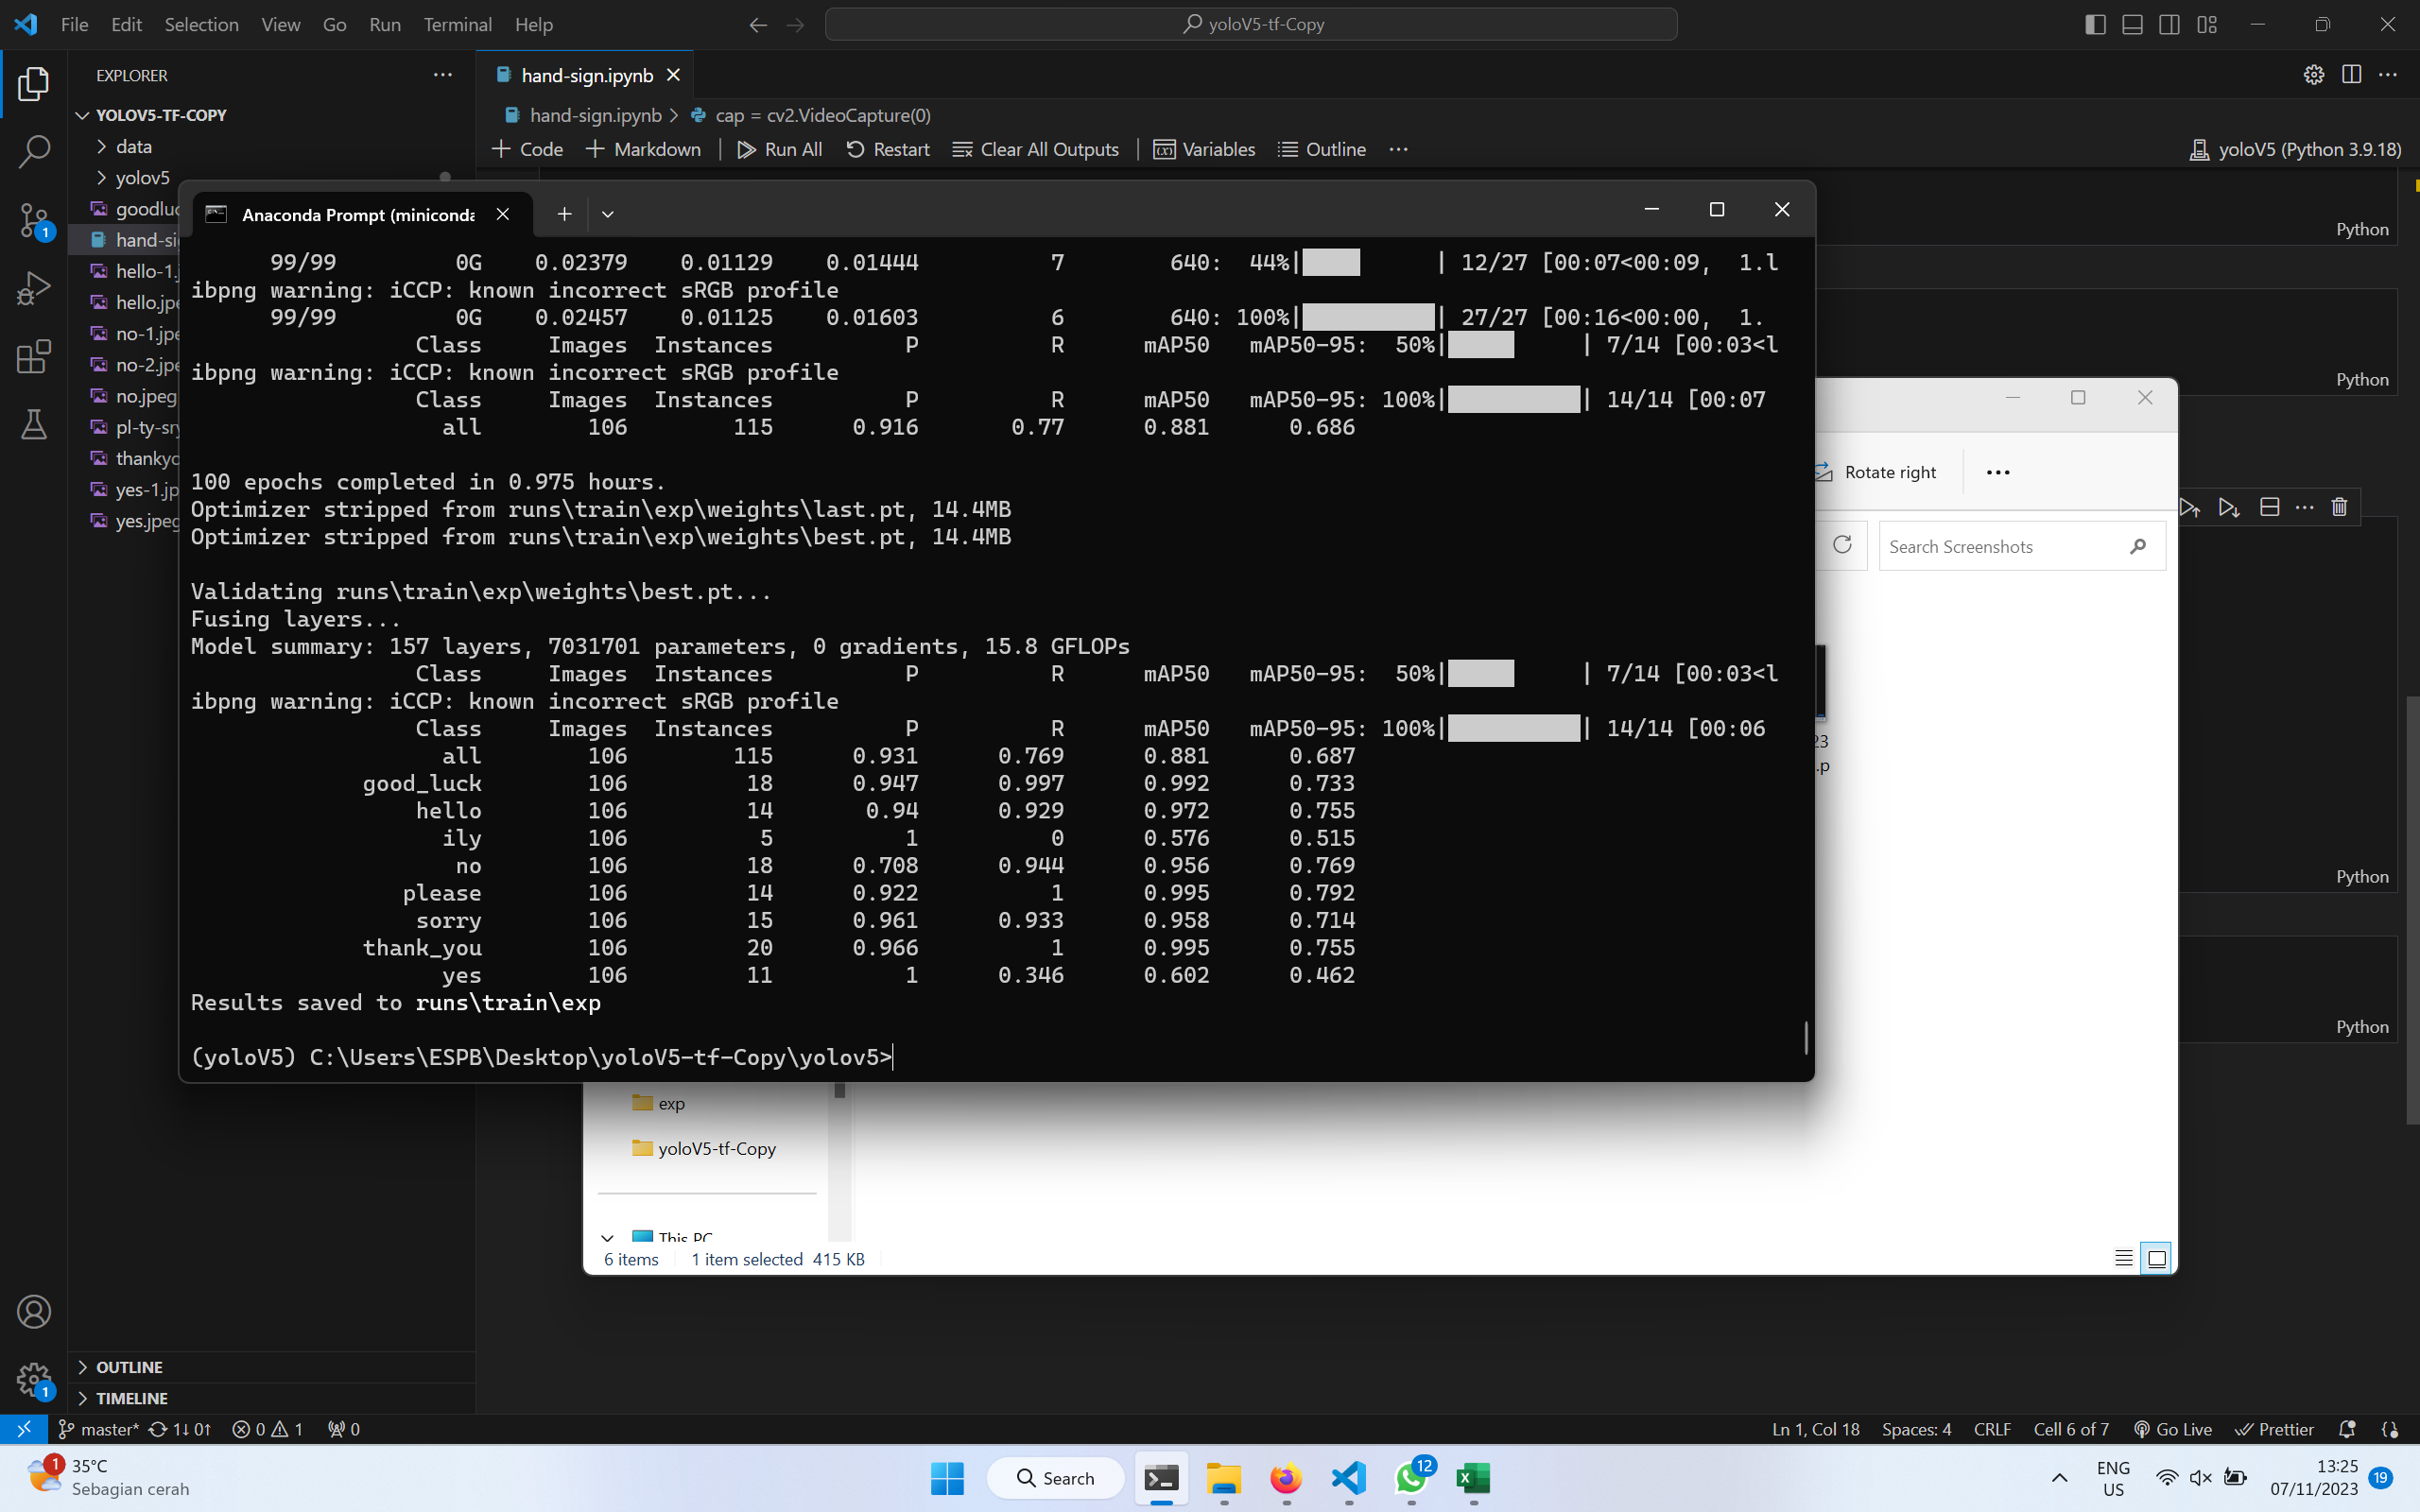 File Edit Selection View Go Run Terminal Help
yoloV5-tf-Copy
EXPLORER
hand-sign.ipynb
YOLOV5-TF-COPY
hand-sign.ipynb > cap = cv2.VideoCapture(0)
data
Code Markdown Run All Restart Clear All Outputs Variables Outline
yoloV5 (Python 3.9.18)
yolov5
goodluc
hand-si
hello-1.j
hello.jpe
no-1.jpe
no-2.jpe
no.jpeg
pl-ty-sry
thankyo
yes-1.jp
yes.jpeg
Python
Python
Python
Python
Anaconda Prompt (miniconda
99/99 0G 0.02379 0.01129 0.01444 7 640: 44%| | 12/27 [00:07<00:09, 1.l
ibpng warning: iCCP: known incorrect sRGB profile
99/99 0G 0.02457 0.01125 0.01603 6 640: 100%| | 27/27 [00:16<00:00, 1.
Class Images Instances P R mAP50 mAP50-95: 50%| | 7/14 [00:03<l
ibpng warning: iCCP: known incorrect sRGB profile
Class Images Instances P R mAP50 mAP50-95: 100%| | 14/14 [00:07
all 106 115 0.916 0.77 0.881 0.686
100 epochs completed in 0.975 hours.
Optimizer stripped from runs\train\exp\weights\last.pt, 14.4MB
Optimizer stripped from runs\train\exp\weights\best.pt, 14.4MB
Validating runs\train\exp\weights\best.pt...
Fusing layers...
Model summary: 157 layers, 7031701 parameters, 0 gradients, 15.8 GFLOPs
Class Images Instances P R mAP50 mAP50-95: 50%| | 7/14 [00:03<l
ibpng warning: iCCP: known incorrect sRGB profile
Class Images Instances P R mAP50 mAP50-95: 100%| | 14/14 [00:06
all 106 115 0.931 0.769 0.881 0.687
good_luck 106 18 0.947 0.997 0.992 0.733
hello 106 14 0.94 0.929 0.972 0.755
ily 106 5 1 0 0.576 0.515
no 106 18 0.708 0.944 0.956 0.769
please 106 14 0.922 1 0.995 0.792
sorry 106 15 0.961 0.933 0.958 0.714
thank_you 106 20 0.966 1 0.995 0.755
yes 106 11 1 0.346 0.602 0.462
Results saved to runs\train\exp
(yoloV5) C:\Users\ESPB\Desktop\yoloV5-tf-Copy\yolov5>
Rotate right
Search Screenshots
23
.p
exp
yoloV5-tf-Copy
This PC
6 items 1 item selected 415 KB
OUTLINE
TIMELINE
1
1
master* 1↓ 0↑ 0 1 0
Ln 1, Col 18 Spaces: 4 CRLF Cell 6 of 7 Go Live Prettier
1
35°C
Sebagian cerah
Search
12
ENG
US
13:25
07/11/2023
19